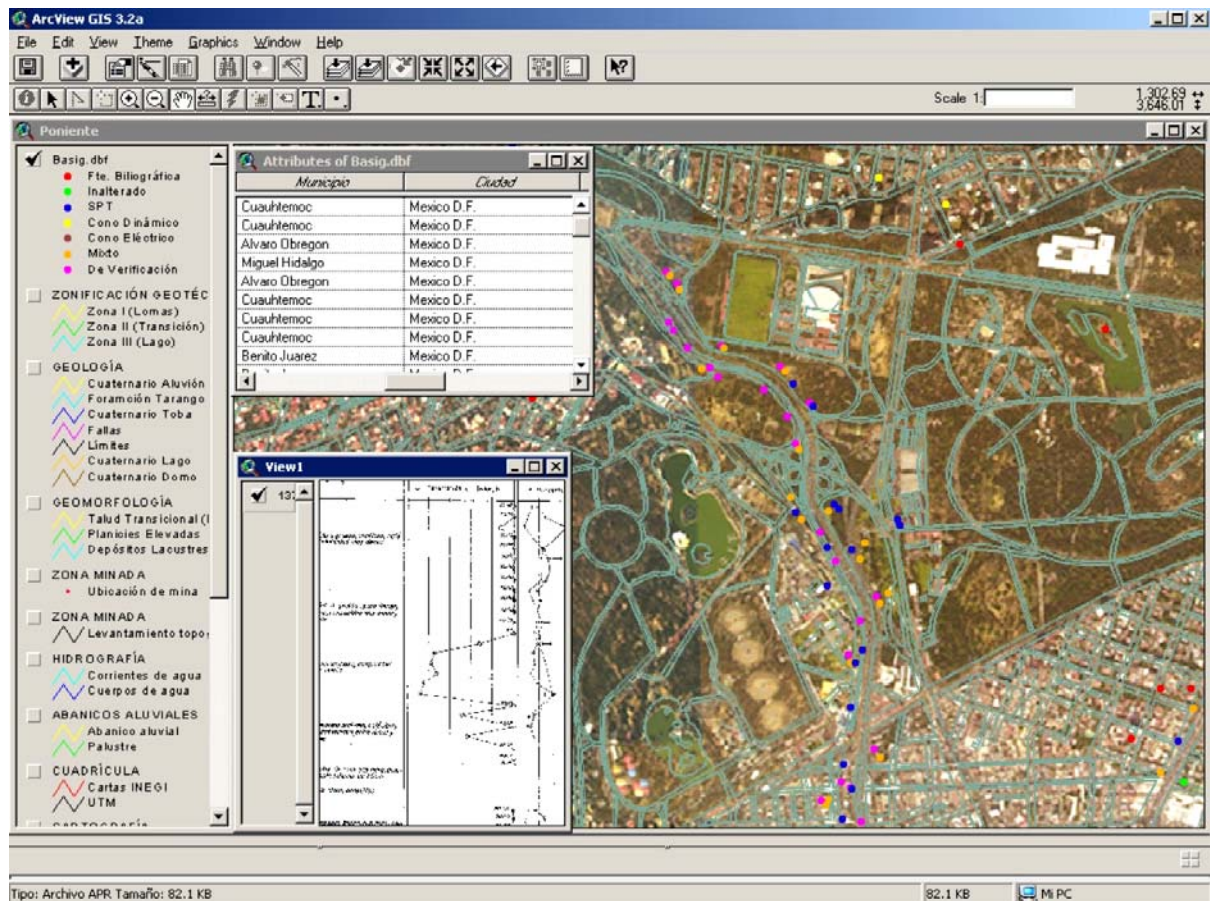 ArcView GIS 3.2a
File Edit View Theme Graphics Window Help
Scale 1:
1,302.69
3,646.01
Poniente
Basig.dbf
Fte. Biliográfica
Inalterado
SPT
Cono Dinámico
Cono Eléctrico
Mixto
De Verificación
ZONIFICACIÓN GEOTÉC
Zona I (Lomas)
Zona II (Transición)
Zona III (Lago)
GEOLOGÍA
Cuaternario Aluvión
Foramción Tarango
Cuaternario Toba
Fallas
Límites
Cuaternario Lago
Cuaternario Domo
GEOMORFOLOGÍA
Talud Transicional (I
Planicies Elevadas
Depósitos Lacustres
ZONA MINADA
Ubicación de mina
ZONA MINADA
Levantamiento topo
HIDROGRAFÍA
Corrientes de agua
Cuerpos de agua
ABANICOS ALUVIALES
Abanico aluvial
Palustre
CUADRÍCULA
Cartas INEGI
UTM
Attributes of Basig.dbf
Municipio Ciudad
Cuauhtemoc Mexico D.F.
Cuauhtemoc Mexico D.F.
Alvaro Obregon Mexico D.F.
Miguel Hidalgo Mexico D.F.
Alvaro Obregon Mexico D.F.
Cuauhtemoc Mexico D.F.
Cuauhtemoc Mexico D.F.
Cuauhtemoc Mexico D.F.
Benito Juarez Mexico D.F.
View1
Tipo: Archivo APR Tamaño: 82.1 KB
82.1 KB
Mi PC